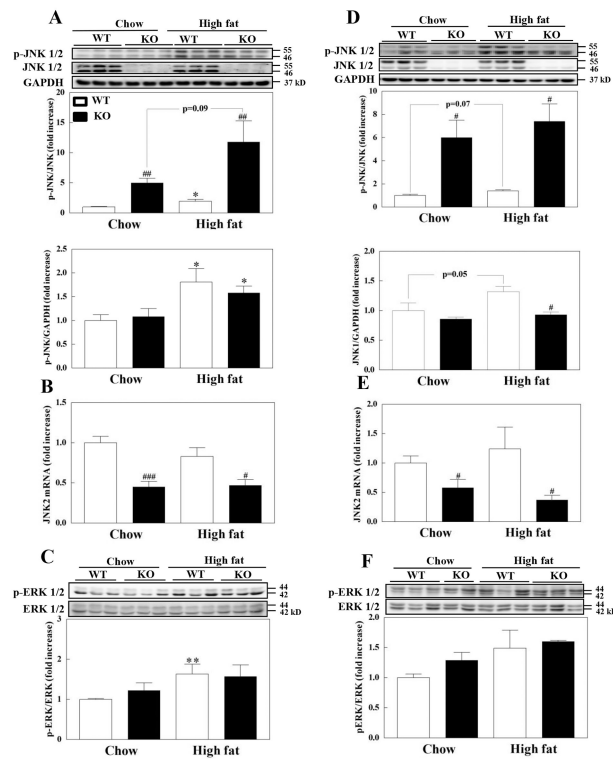 A
Chow High fat
WT KO WT KO
p-JNK 1/2 55
46
JNK 1/2 55
46
GAPDH 37 kD
p-JNK/JNK (fold increase)
20
15
10
5
0
WT
KO
p=0.09
## * ##
Chow High fat
p-JNK/GAPDH (fold increase)
2.5
2.0
1.5
1.0
0.5
0.0
* *
Chow High fat
B
JNK2 mRNA (fold increase)
1.5
1.0
0.5
0.0
### #
Chow High fat
C
Chow High fat
WT KO WT KO
p-ERK 1/2 44
42
ERK 1/2 44
42 kD
p-ERK/ERK (fold increase)
3
2
1
0
**
Chow High fat
D
Chow High fat
WT KO WT KO
p-JNK 1/2 55
46
JNK 1/2 55
46
GAPDH 37 kD
p-JNK/JNK (fold increase)
10
8
6
4
2
0
p=0.07
# #
Chow High fat
JNK1/GAPDH (fold increase)
2.0
1.5
1.0
0.5
0.0
p=0.05
#
Chow High fat
E
JNK2 mRNA (fold increase)
2.0
1.5
1.0
0.5
0.0
# #
Chow High fat
F
Chow High fat
WT KO WT KO
p-ERK 1/2 44
42
ERK 1/2 44
42 kD
pERK/ERK (fold increase)
2.0
1.5
1.0
0.5
0.0
Chow High fat